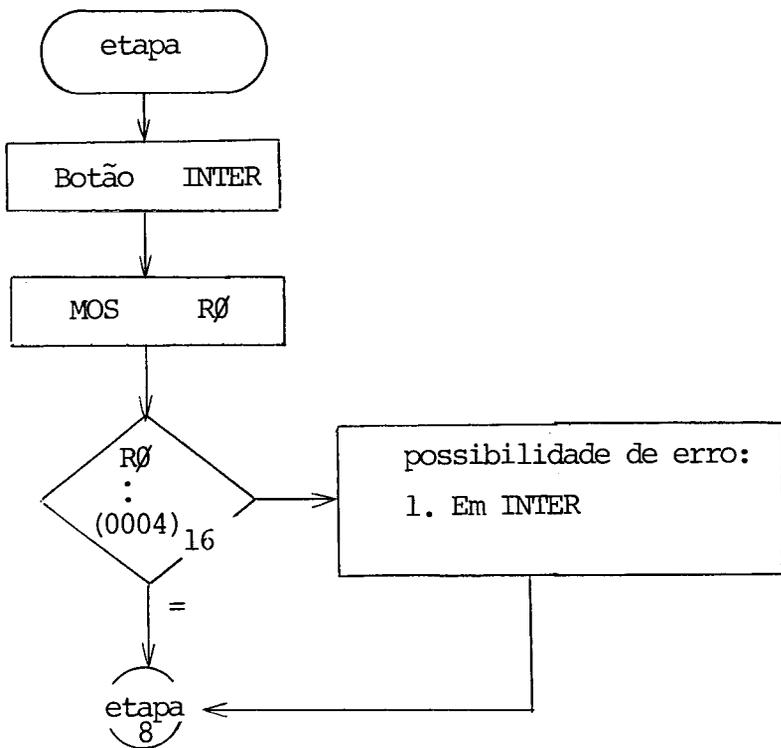 etapa
Botão INTER
MOS RØ
RØ
:
(0004)16
possibilidade de erro:
1. Em INTER
=
etapa
8